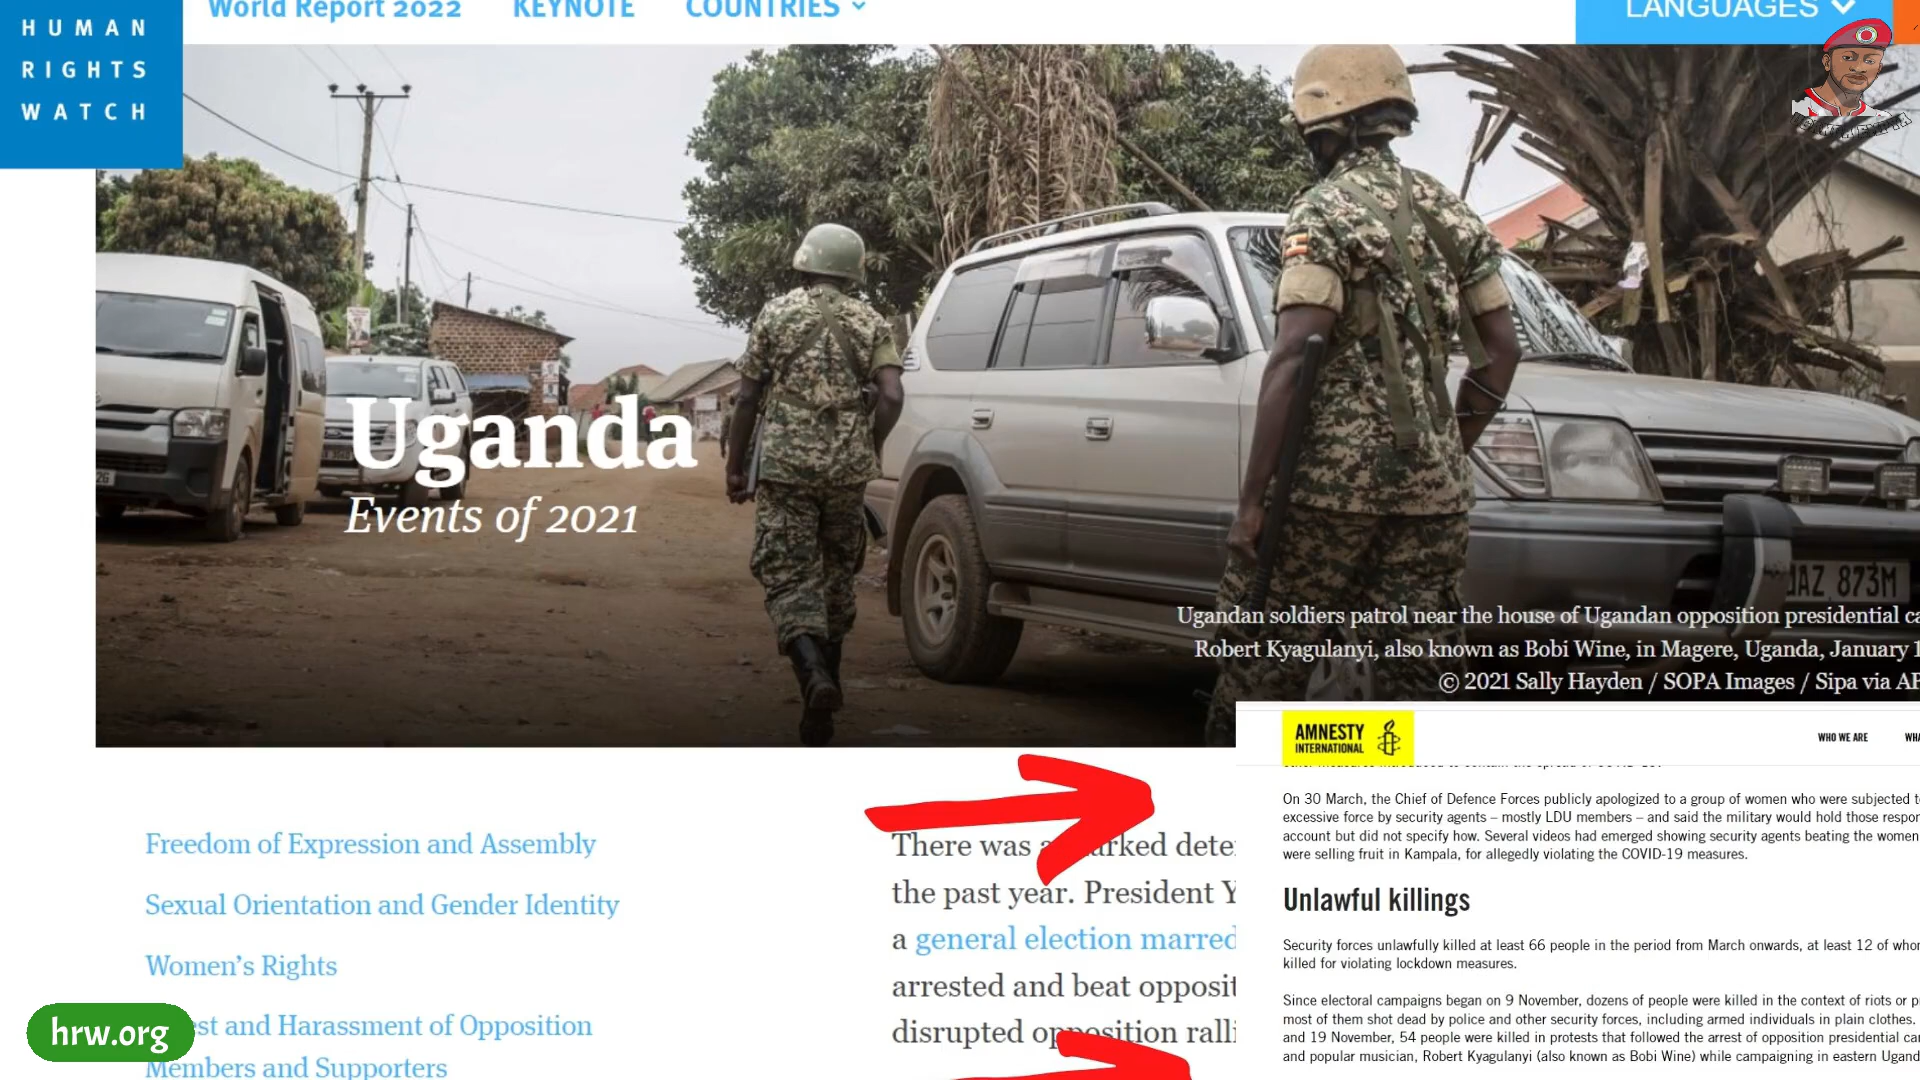 HUMAN
RIGHTS
WATCH
World Report 2022
KEYNOTE
COUNTRIES
LANGUAGES
Uganda
Events of 2021
UAZ 873M
Ugandan soldiers patrol near the house of Ugandan opposition presidential ca
Robert Kyagulanyi, also known as Bobi Wine, in Magere, Uganda, January 1
© 2021 Sally Hayden / SOPA Images / Sipa via AP
Freedom of Expression and Assembly
Sexual Orientation and Gender Identity
Women's Rights
est and Harassment of Opposition
Members and Supporters
hrw.org
There was a marked dete
the past year. President Y
a general election marred
arrested and beat opposit
disrupted opposition ralli
AMNESTY
INTERNATIONAL
WHO WE ARE
WHA
On 30 March, the Chief of Defence Forces publicly apologized to a group of women who were subjected t
excessive force by security agents – mostly LDU members – and said the military would hold those respon
account but did not specify how. Several videos had emerged showing security agents beating the women
were selling fruit in Kampala, for allegedly violating the COVID-19 measures.
Unlawful killings
Security forces unlawfully killed at least 66 people in the period from March onwards, at least 12 of whom
killed for violating lockdown measures.
Since electoral campaigns began on 9 November, dozens of people were killed in the context of riots or p
most of them shot dead by police and other security forces, including armed individuals in plain clothes.
and 19 November, 54 people were killed in protests that followed the arrest of opposition presidential can
and popular musician, Robert Kyagulanyi (also known as Bobi Wine) while campaigning in eastern Ugand